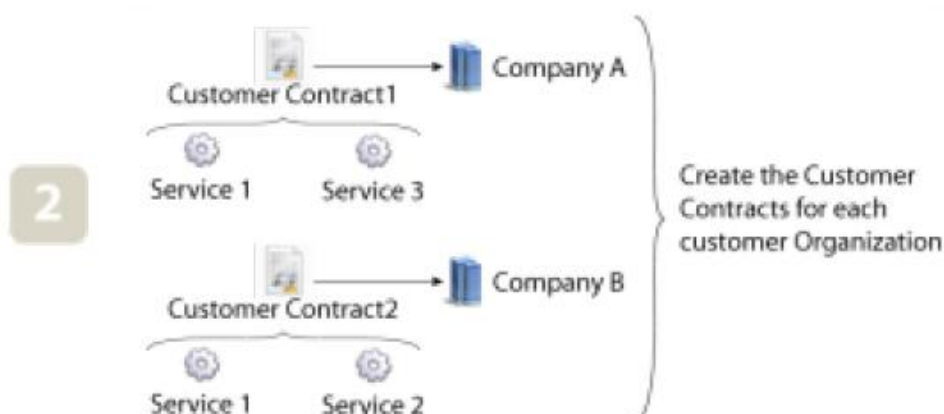 Company A
Customer Contract1
Service 1
Service 3
2
Create the Customer
Contracts for each
customer Organization
Company B
Customer Contract2
Service 1
Service 2